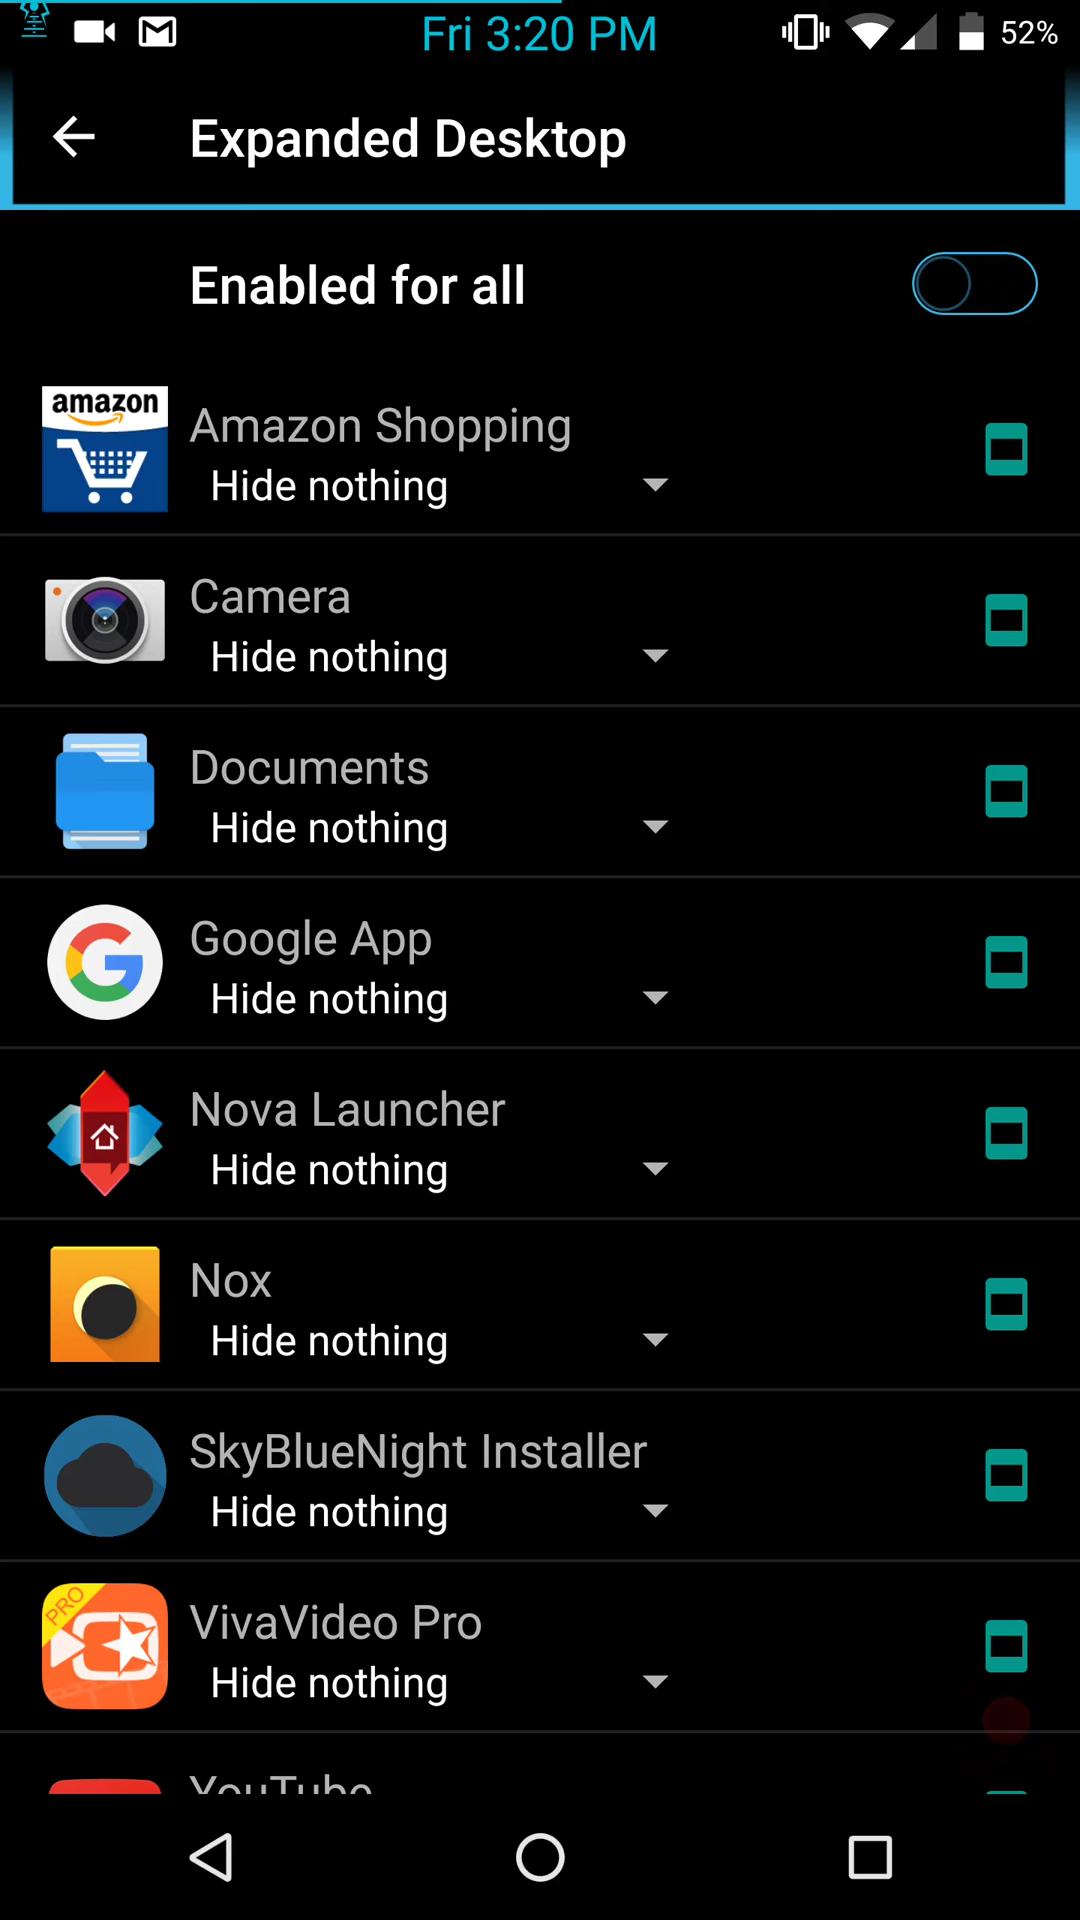 Fri 3:20 PM
52%
Expanded Desktop
Enabled for all
amazon
Amazon Shopping
Hide nothing
Camera
Hide nothing
Documents
Hide nothing
Google App
Hide nothing
Nova Launcher
Hide nothing
Nox
Hide nothing
SkyBlueNight Installer
Hide nothing
PRO
VivaVideo Pro
Hide nothing
YouTube